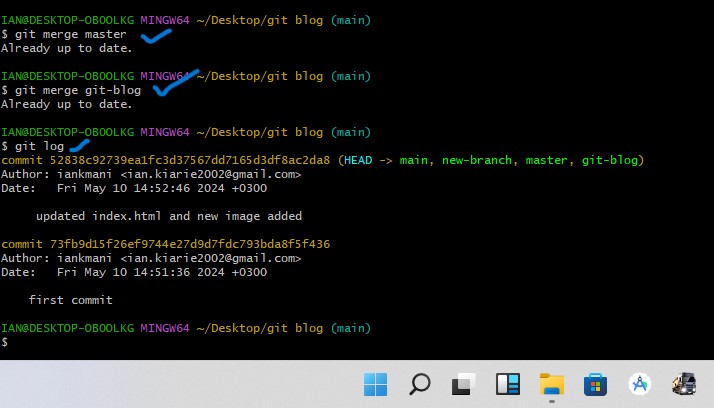 IAN@DESKTOP-OBOOLKG MINGW64 ~/Desktop/git blog (main)
$ git merge master
Already up to date.
IAN@DESKTOP-OBOOLKG MINGW64 ~/Desktop/git blog (main)
$ git merge git-blog
Already up to date.
IAN@DESKTOP-OBOOLKG MINGW64 ~/Desktop/git blog (main)
$ git log
commit 52838c92739ea1fc3d37567dd7165d3df8ac2da8 (HEAD -> main, new-branch, master, git-blog)
Author: iankmani <ian.kiarie2002@gmail.com>
Date:   Fri May 10 14:52:46 2024 +0300
updated index.html and new image added
commit 73fb9d15f26ef9744e27d9d7fdc793bda8f5f436
Author: iankmani <ian.kiarie2002@gmail.com>
Date:   Fri May 10 14:51:36 2024 +0300
first commit
IAN@DESKTOP-OBOOLKG MINGW64 ~/Desktop/git blog (main)
$